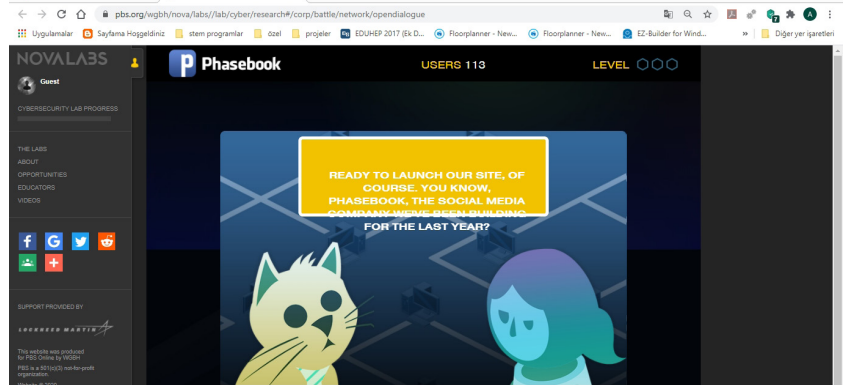 pbs.org/wgbh/nova/labs//lab/cyber/research#/corp/battle/network/opendialogue
A
Uygulamalar
Sayfama Hoşgeldiniz
stem programlar
özel
projeler
EDUHEP 2017 (Ek D...
Floorplanner - New...
Floorplanner - New...
EZ-Builder for Wind...
»
Diğer yer işaretleri
NOVALABS
Guest
CYBERSECURITY LAB PROGRESS
THE LABS
ABOUT
OPPORTUNITIES
EDUCATORS
VIDEOS
SUPPORT PROVIDED BY
LOCKHEED MARTIN
This website was produced
for PBS Online by WGBH
PBS is a 501(c)(3) not-for-profit
organization.
Website © 2020
p Phasebook
USERS 113
LEVEL
READY TO LAUNCH OUR SITE, OF
COURSE. YOU KNOW,
PHASEBOOK, THE SOCIAL MEDIA
COMPANY WE'VE BEEN BUILDING
FOR THE LAST YEAR?